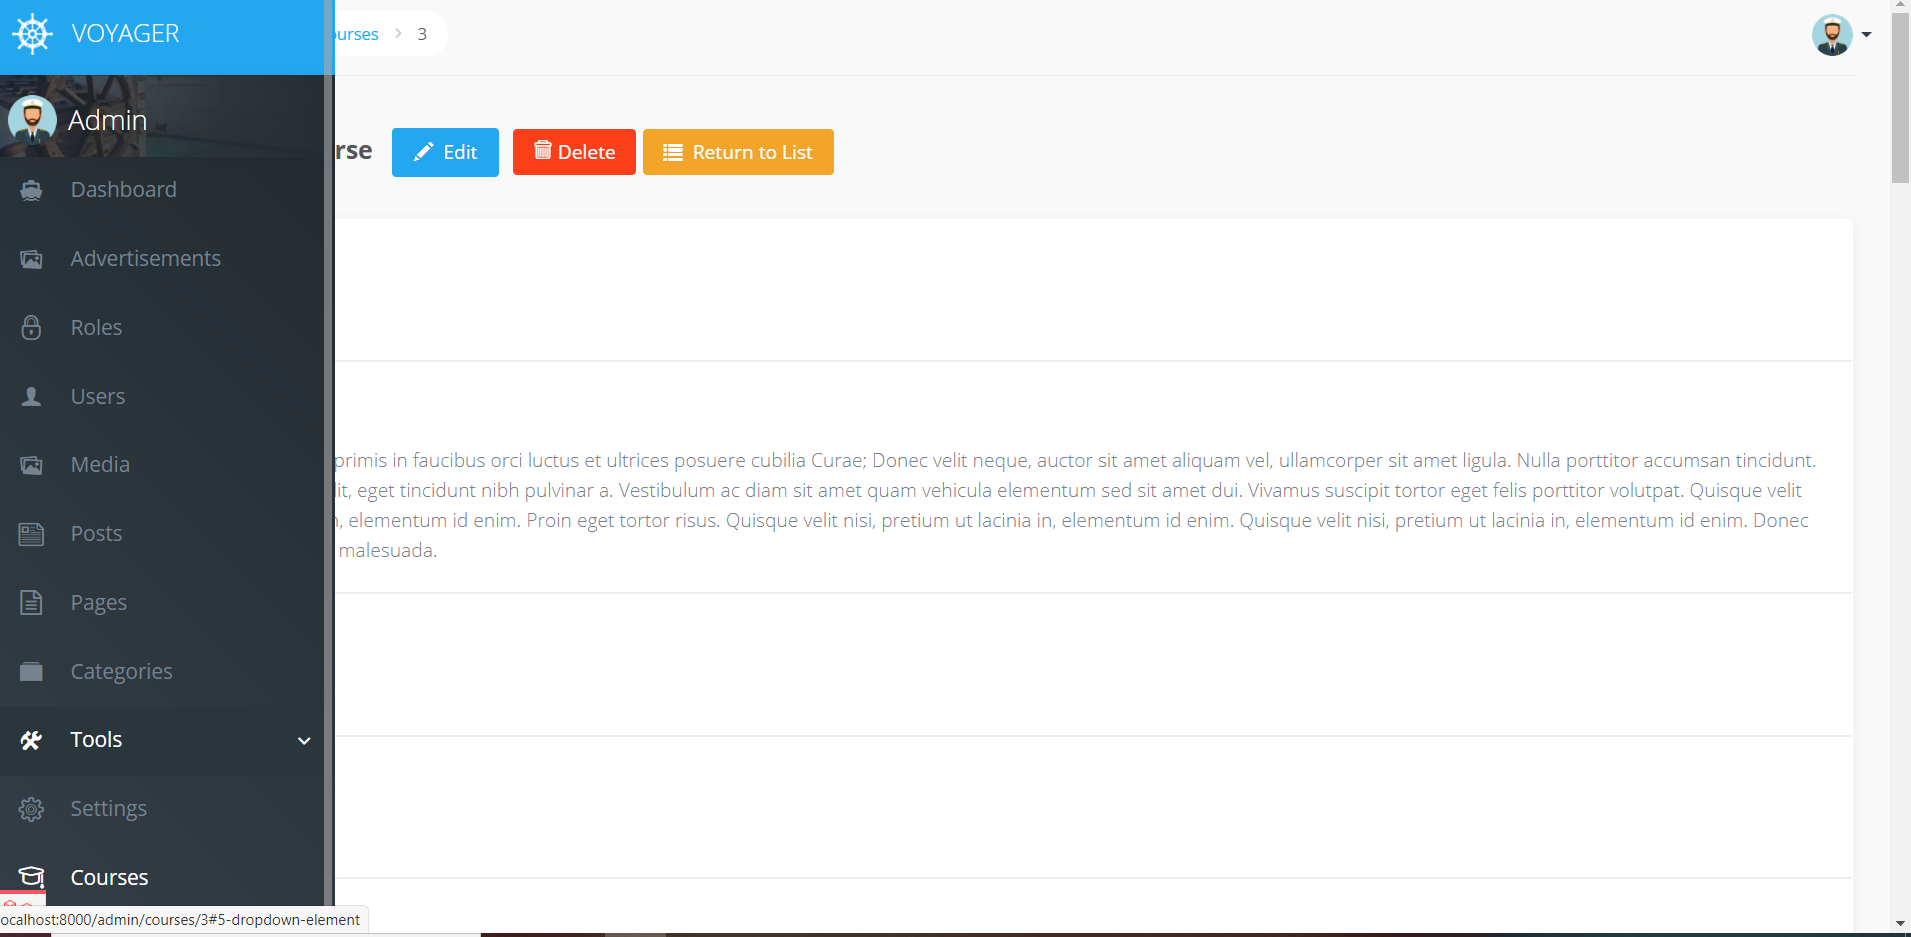 VOYAGER
urses > 3
Admin
rse
Edit
Delete
Return to List
Dashboard
Advertisements
Roles
Users
Media
Posts
Pages
Categories
Tools
Settings
Courses
primis in faucibus orci luctus et ultrices posuere cubilia Curae; Donec velit neque, auctor sit amet aliquam vel, ullamcorper sit amet ligula. Nulla porttitor accumsan tincidunt.
lit, eget tincidunt nibh pulvinar a. Vestibulum ac diam sit amet quam vehicula elementum sed sit amet dui. Vivamus suscipit tortor eget felis porttitor volutpat. Quisque velit
, elementum id enim. Proin eget tortor risus. Quisque velit nisi, pretium ut lacinia in, elementum id enim. Quisque velit nisi, pretium ut lacinia in, elementum id enim. Donec
malesuada.
ocalhost:8000/admin/courses/3#5-dropdown-element